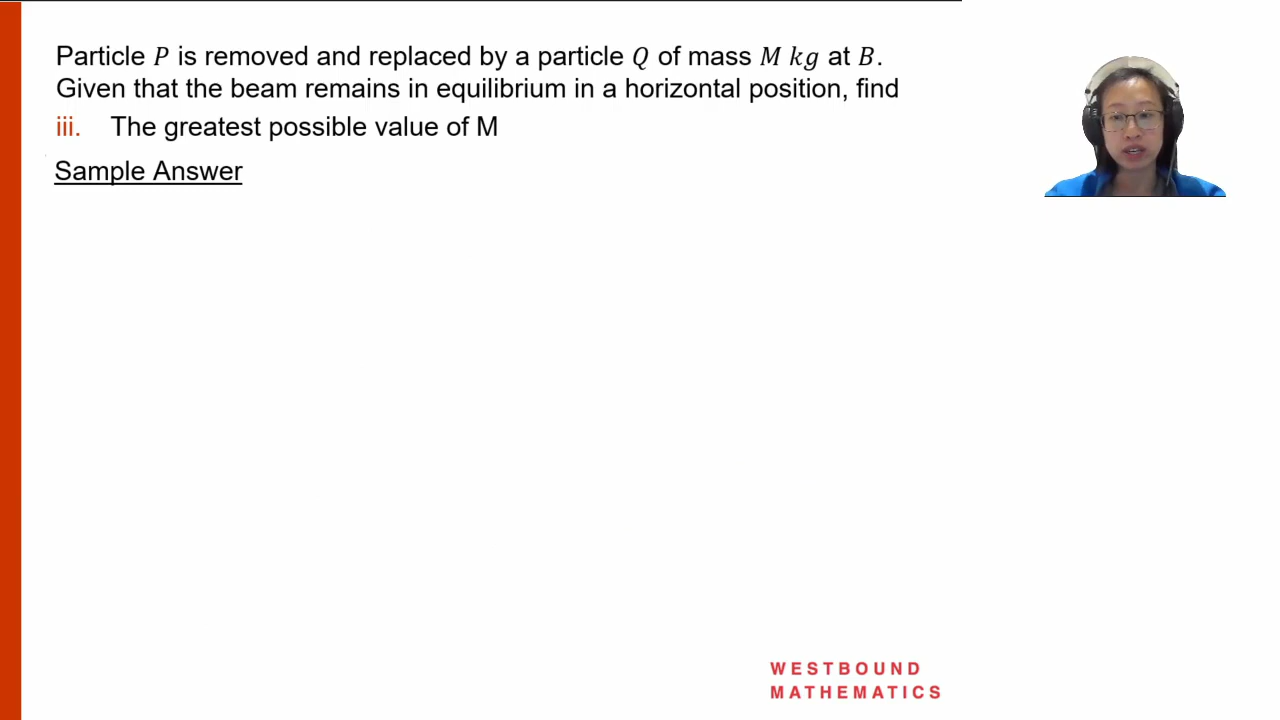 Particle P is removed and replaced by a particle Q of mass M kg at B.
Given that the beam remains in equilibrium in a horizontal position, find
iii. The greatest possible value of M
Sample Answer
WESTBOUND
MATHEMATICS